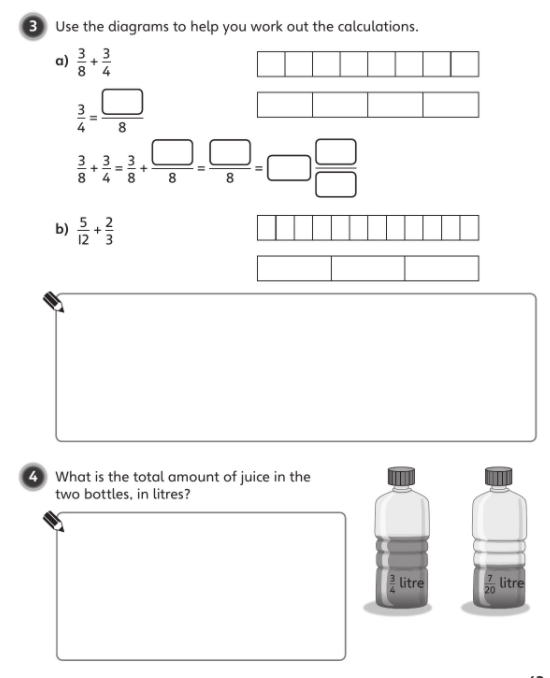 3 Use the diagrams to help you work out the calculations.
a) 3/8 + 3/4
3/4 = /8
3/8 + 3/4 = 3/8 + /8 = /8 =
b) 5/12 + 2/3
4 What is the total amount of juice in the
two bottles, in litres?
3/4 litre
7/20 litre